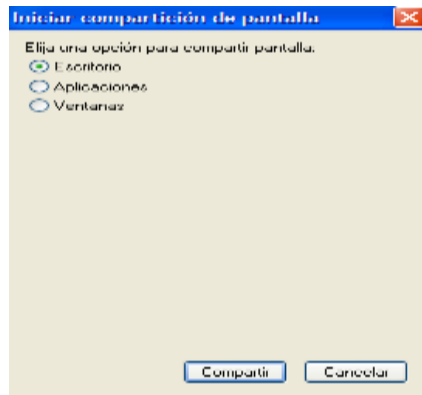 Iniciar compartición de pantalla
Elija una opción para compartir pantalla:
Escritorio
Aplicaciones
Ventanas
Compartir
Cancelar